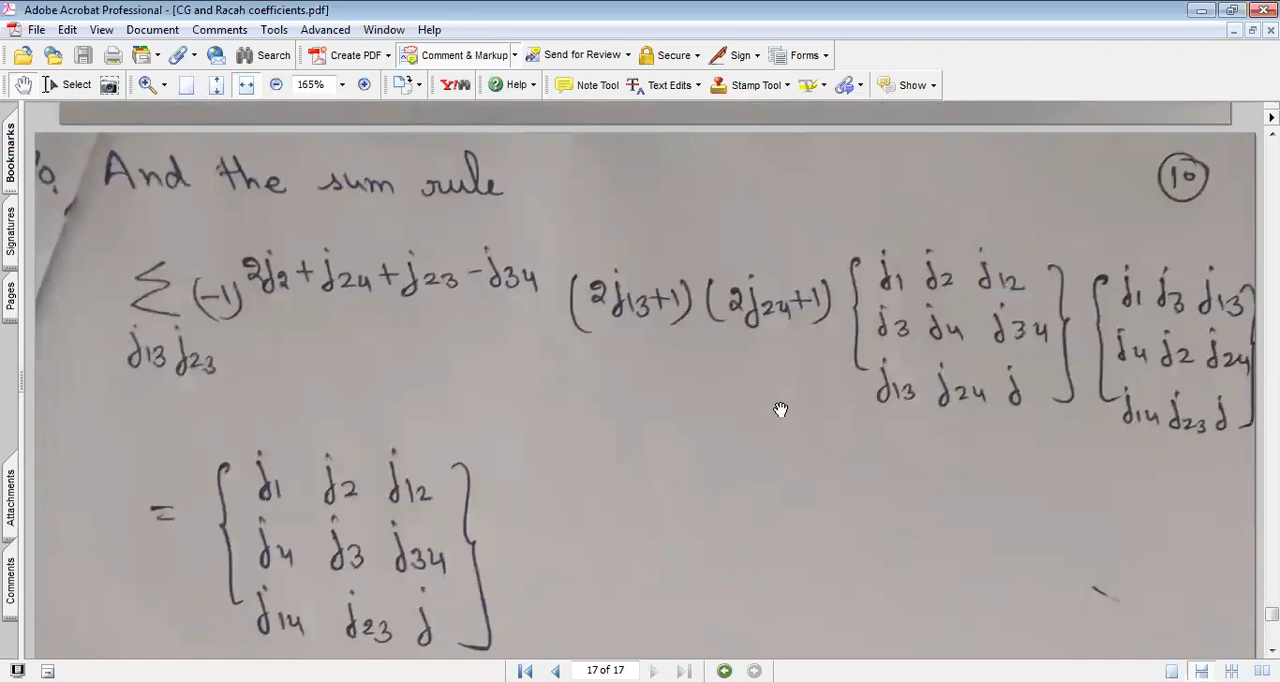 Adobe Acrobat Professional - [CG and Racah coefficients.pdf]
File Edit View Document Comments Tools Advanced Window Help
Search Create PDF Comment & Markup Send for Review Secure Sign Forms
Select 165% Y! Help Note Tool Text Edits Stamp Tool Show
Bookmarks
Signatures
Pages
Attachments
Comments
And the sum rule
10
∑ (-1)^{2j2+j24+j23-j34} (2j13+1) (2j24+1) { j1 j2 j12 } { j1 j3 j13 }
j13 j23
j3 j4 j34 j4 j2 j24
j13 j24 j j14 j23 j
= { j1 j2 j12 }
j4 j3 j34
j14 j23 j
17 of 17